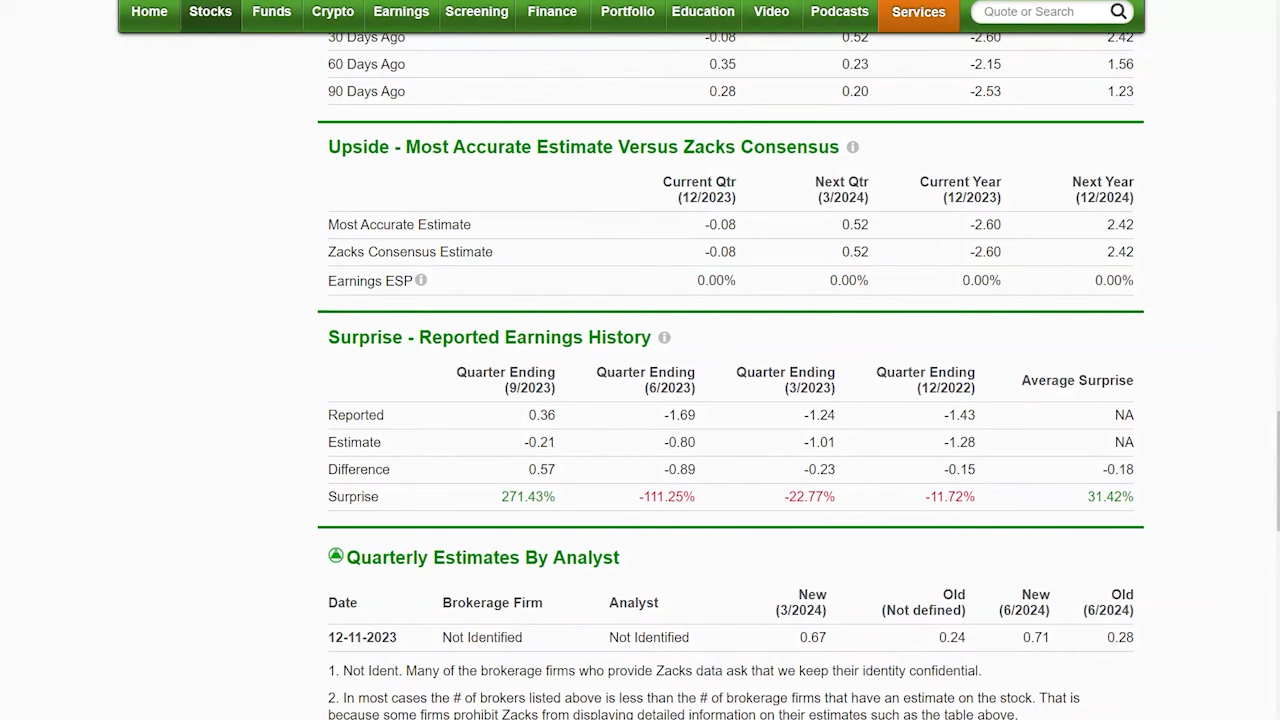 Home Stocks Funds Crypto Earnings Screening Finance Portfolio Education Video Podcasts Services Quote or Search
30 Days Ago -0.08 0.52 -2.60 2.42
60 Days Ago 0.35 0.23 -2.15 1.56
90 Days Ago 0.28 0.20 -2.53 1.23
Upside - Most Accurate Estimate Versus Zacks Consensus
Current Qtr Next Qtr Current Year Next Year
(12/2023) (3/2024) (12/2023) (12/2024)
Most Accurate Estimate -0.08 0.52 -2.60 2.42
Zacks Consensus Estimate -0.08 0.52 -2.60 2.42
Earnings ESP 0.00% 0.00% 0.00% 0.00%
Surprise - Reported Earnings History
Quarter Ending Quarter Ending Quarter Ending Quarter Ending Average Surprise
(9/2023) (6/2023) (3/2023) (12/2022)
Reported 0.36 -1.69 -1.24 -1.43 NA
Estimate -0.21 -0.80 -1.01 -1.28 NA
Difference 0.57 -0.89 -0.23 -0.15 -0.18
Surprise 271.43% -111.25% -22.77% -11.72% 31.42%
Quarterly Estimates By Analyst
Date Brokerage Firm Analyst New Old New Old
(3/2024) (Not defined) (6/2024) (6/2024)
12-11-2023 Not Identified Not Identified 0.67 0.24 0.71 0.28
1. Not Ident. Many of the brokerage firms who provide Zacks data ask that we keep their identity confidential.
2. In most cases the # of brokers listed above is less than the # of brokerage firms that have an estimate on the stock. That is
because some firms prohibit Zacks from displaying detailed information on their estimates such as the table above.